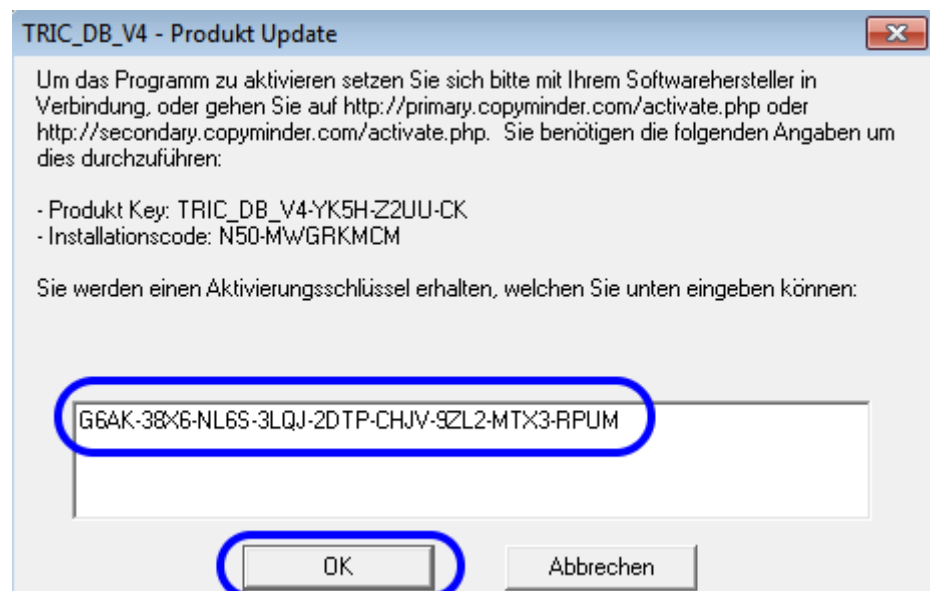 TRIC_DB_V4 - Produkt Update
Um das Programm zu aktivieren setzen Sie sich bitte mit Ihrem Softwarehersteller in
Verbindung, oder gehen Sie auf http://primary.copyminder.com/activate.php oder
http://secondary.copyminder.com/activate.php.  Sie benötigen die folgenden Angaben um
dies durchzuführen:
- Produkt Key: TRIC_DB_V4-YK5H-Z2UU-CK
- Installationscode: N50-MWGRKMCM
Sie werden einen Aktivierungsschlüssel erhalten, welchen Sie unten eingeben können:
G6AK-38X6-NL6S-3LQJ-2DTP-CHJV-9ZL2-MTX3-RPUM
OK Abbrechen